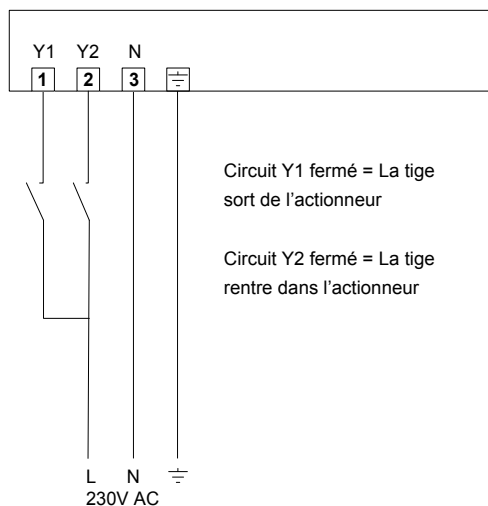 Y1 Y2 N
1 2 3
Circuit Y1 fermé = La tige
sort de l'actionneur
Circuit Y2 fermé = La tige
rentre dans l'actionneur
L N
230V AC